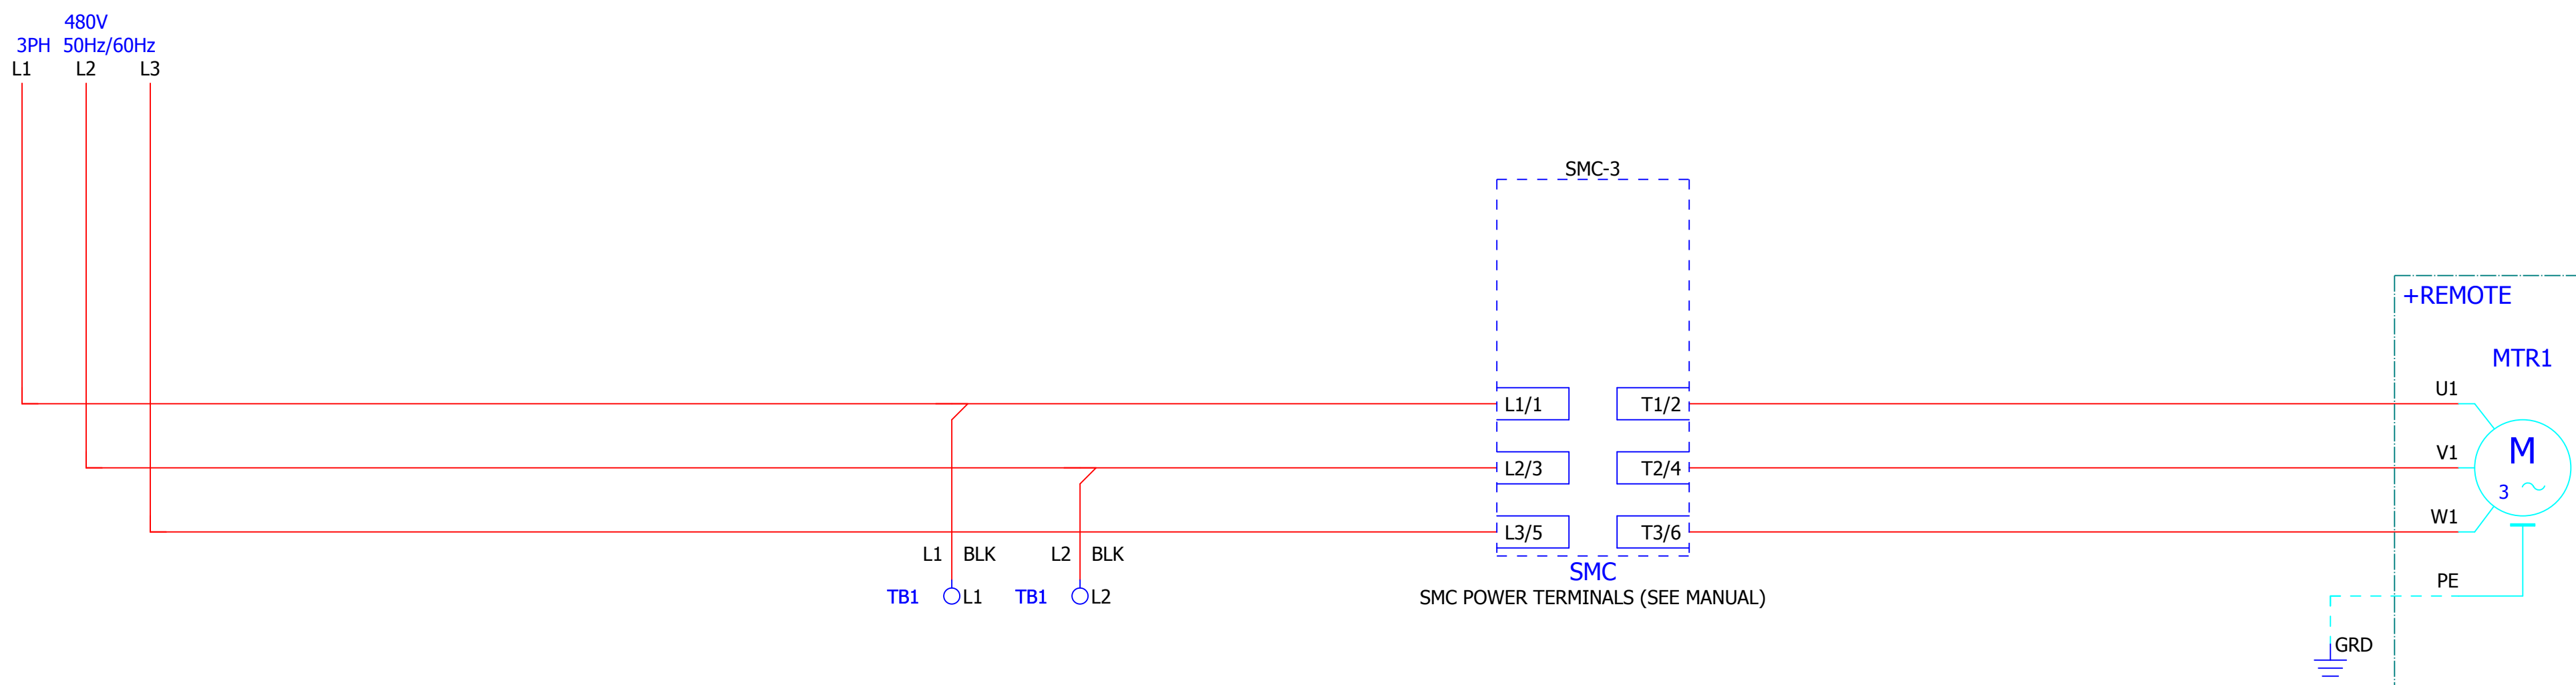 480V
3PH 50Hz/60Hz
L1 L2 L3
SMC-3
+REMOTE
MTR1
U1
L1/1 T1/2
M
V1
L2/3 T2/4
3
W1
L3/5 T3/6
L1 BLK L2 BLK
SMC
PE
TB1 L1 TB1 L2
SMC POWER TERMINALS (SEE MANUAL)
GRD